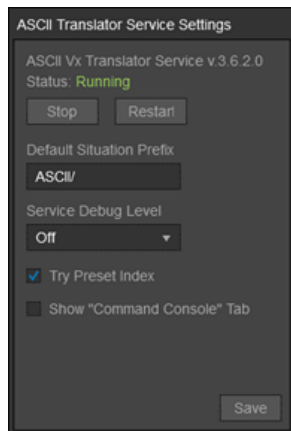 ASCII Translator Service Settings
ASCII Vx Translator Service v.3.6.2.0
Status: Running
Stop Restart
Default Situation Prefix
ASCII/
Service Debug Level
Off
Try Preset Index
Show "Command Console" Tab
Save